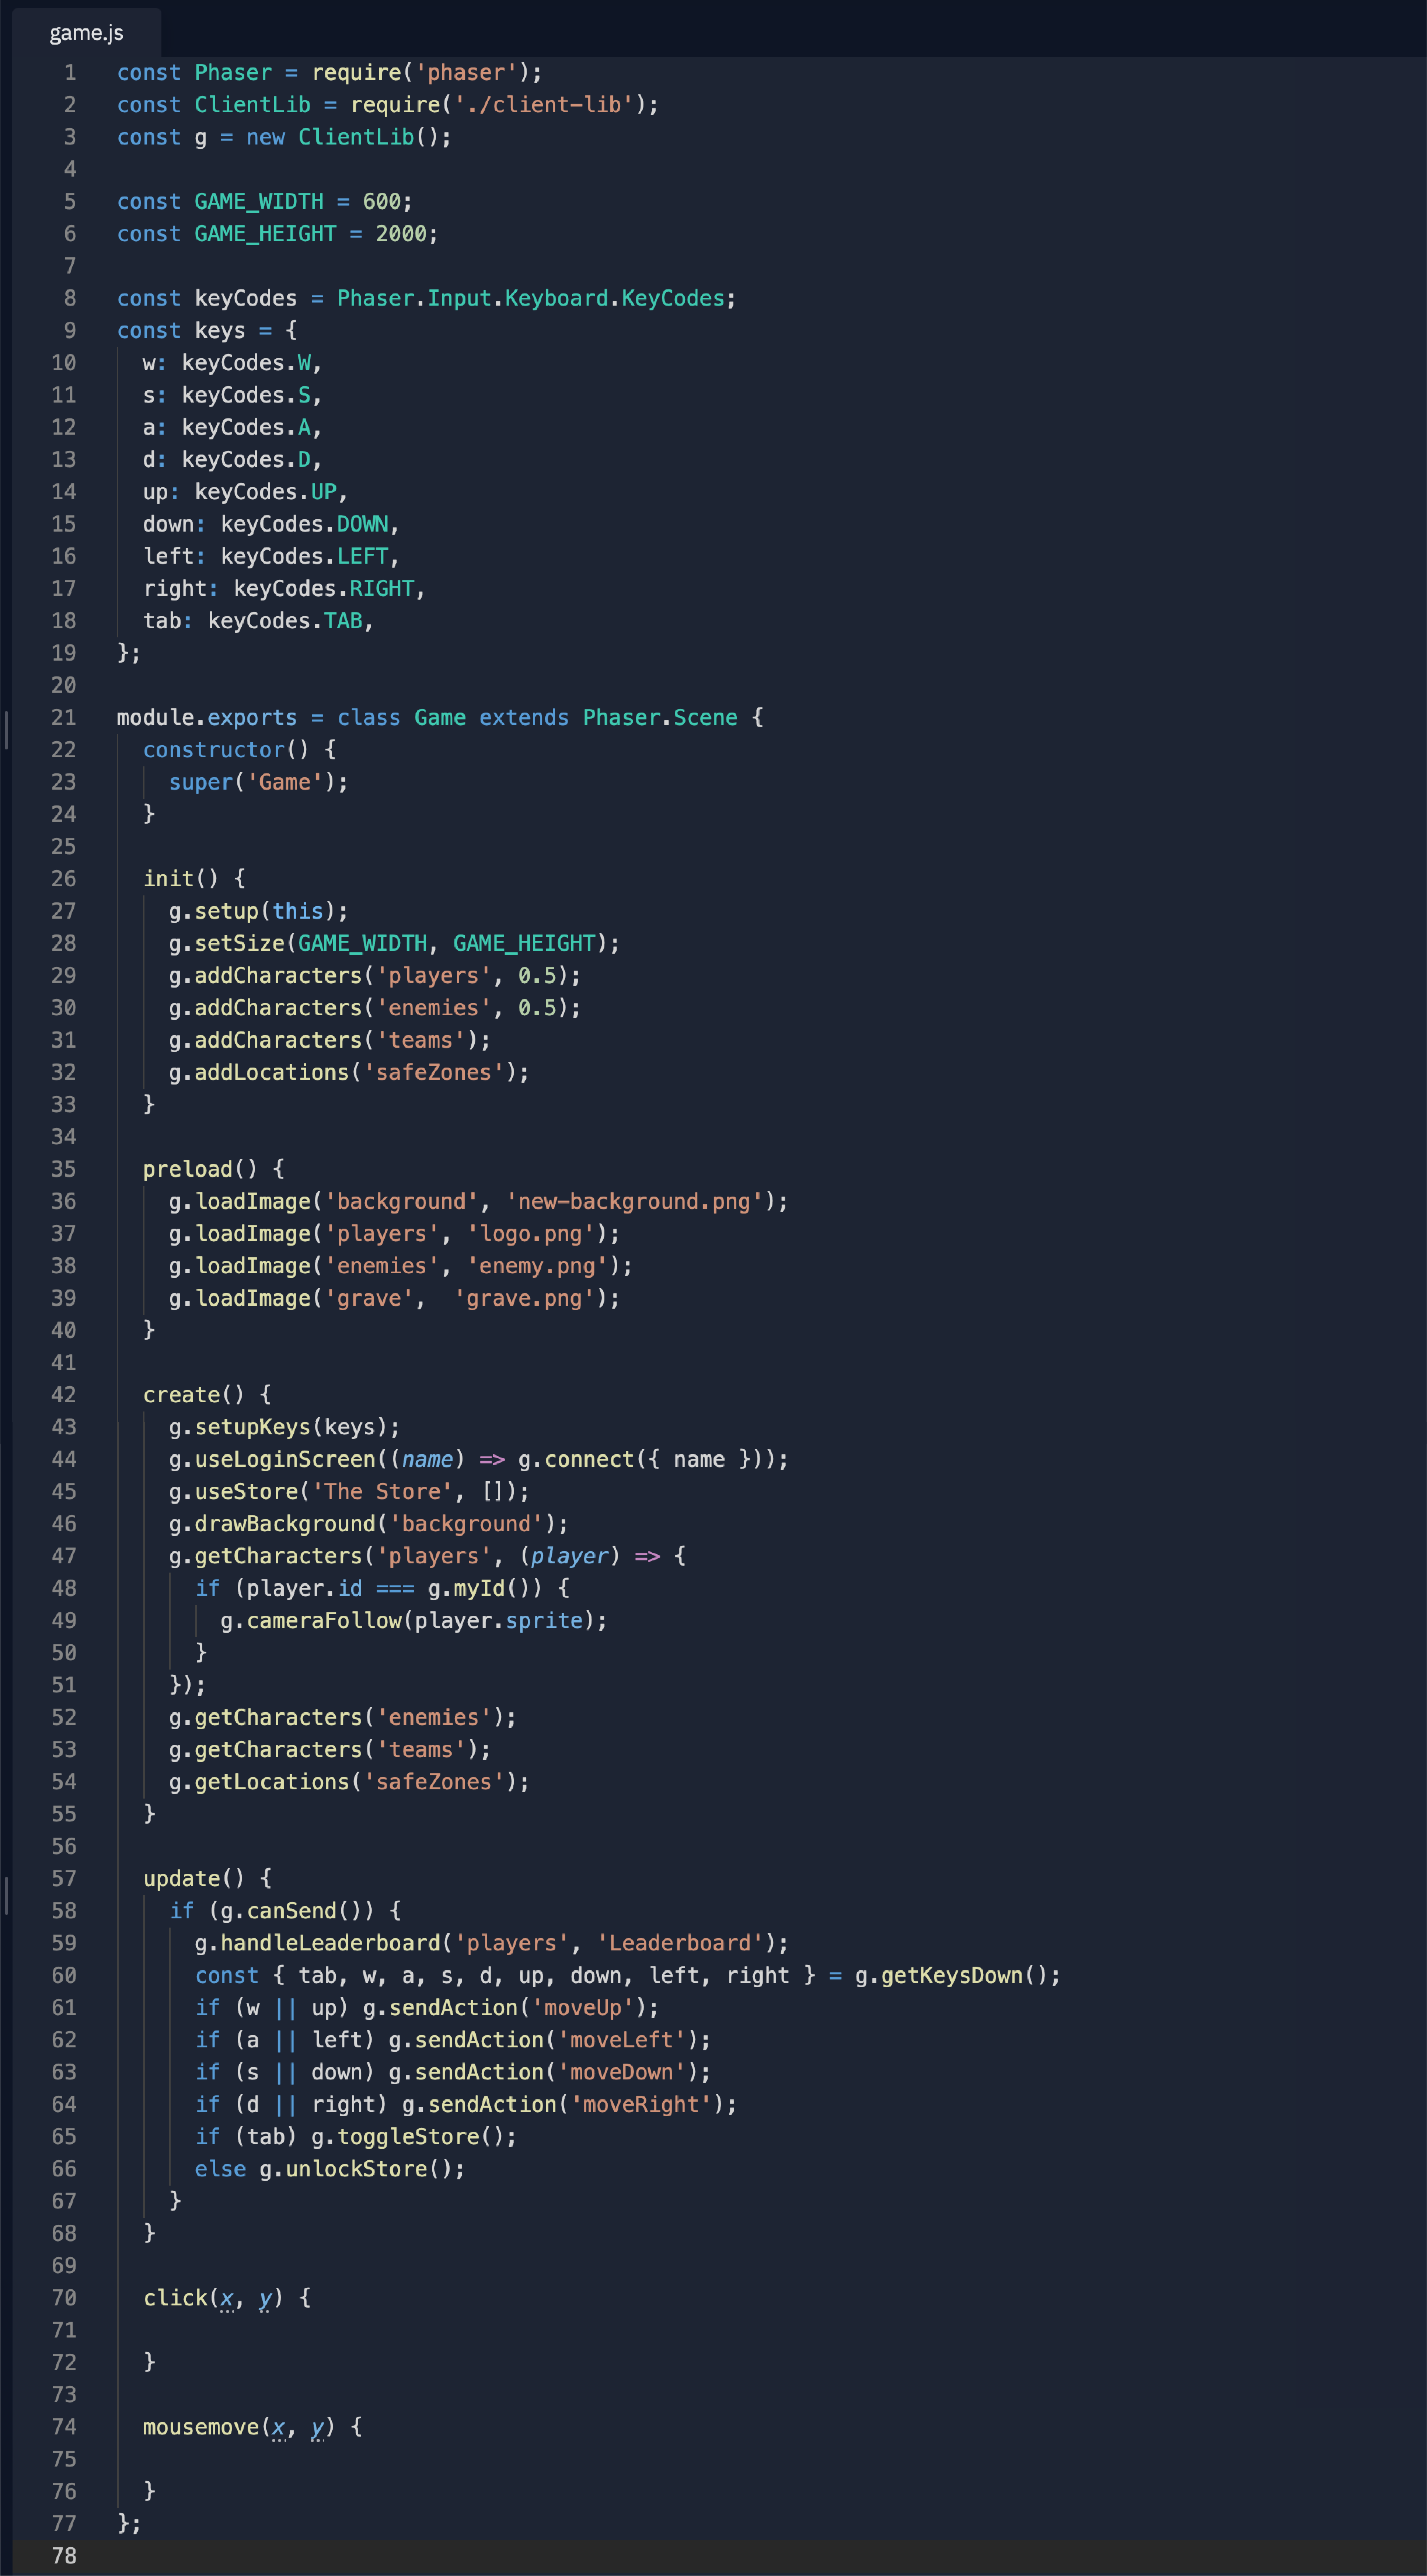 game.js
1 const Phaser = require('phaser');
2 const ClientLib = require('./client-lib');
3 const g = new ClientLib();
4
5 const GAME_WIDTH = 600;
6 const GAME_HEIGHT = 2000;
7
8 const keyCodes = Phaser.Input.Keyboard.KeyCodes;
9 const keys = {
10   w: keyCodes.W,
11   s: keyCodes.S,
12   a: keyCodes.A,
13   d: keyCodes.D,
14   up: keyCodes.UP,
15   down: keyCodes.DOWN,
16   left: keyCodes.LEFT,
17   right: keyCodes.RIGHT,
18   tab: keyCodes.TAB,
19 };
20
21 module.exports = class Game extends Phaser.Scene {
22   constructor() {
23     super('Game');
24   }
25
26   init() {
27     g.setup(this);
28     g.setSize(GAME_WIDTH, GAME_HEIGHT);
29     g.addCharacters('players', 0.5);
30     g.addCharacters('enemies', 0.5);
31     g.addCharacters('teams');
32     g.addLocations('safeZones');
33   }
34
35   preload() {
36     g.loadImage('background', 'new-background.png');
37     g.loadImage('players', 'logo.png');
38     g.loadImage('enemies', 'enemy.png');
39     g.loadImage('grave',  'grave.png');
40   }
41
42   create() {
43     g.setupKeys(keys);
44     g.useLoginScreen((name) => g.connect({ name }));
45     g.useStore('The Store', []);
46     g.drawBackground('background');
47     g.getCharacters('players', (player) => {
48       if (player.id === g.myId()) {
49         g.cameraFollow(player.sprite);
50       }
51     });
52     g.getCharacters('enemies');
53     g.getCharacters('teams');
54     g.getLocations('safeZones');
55   }
56
57   update() {
58     if (g.canSend()) {
59       g.handleLeaderboard('players', 'Leaderboard');
60       const { tab, w, a, s, d, up, down, left, right } = g.getKeysDown();
61       if (w || up) g.sendAction('moveUp');
62       if (a || left) g.sendAction('moveLeft');
63       if (s || down) g.sendAction('moveDown');
64       if (d || right) g.sendAction('moveRight');
65       if (tab) g.toggleStore();
66       else g.unlockStore();
67     }
68   }
69
70   click(x, y) {
71
72   }
73
74   mousemove(x, y) {
75
76   }
77 };
78